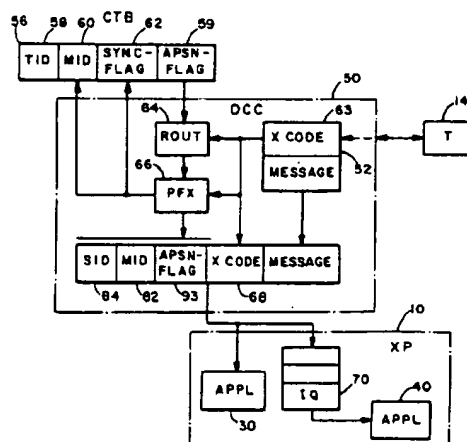 56 58 60 CTB 62 59
TID MID SYNC-FLAG APSN-FLAG
50
DCC
64 63 14
ROUT X CODE T
52
66 MESSAGE
PFX
SID MID APSN-FLAG X CODE MESSAGE
84 82 93 68
10
XP
APPL IQ 70 APPL
30 40